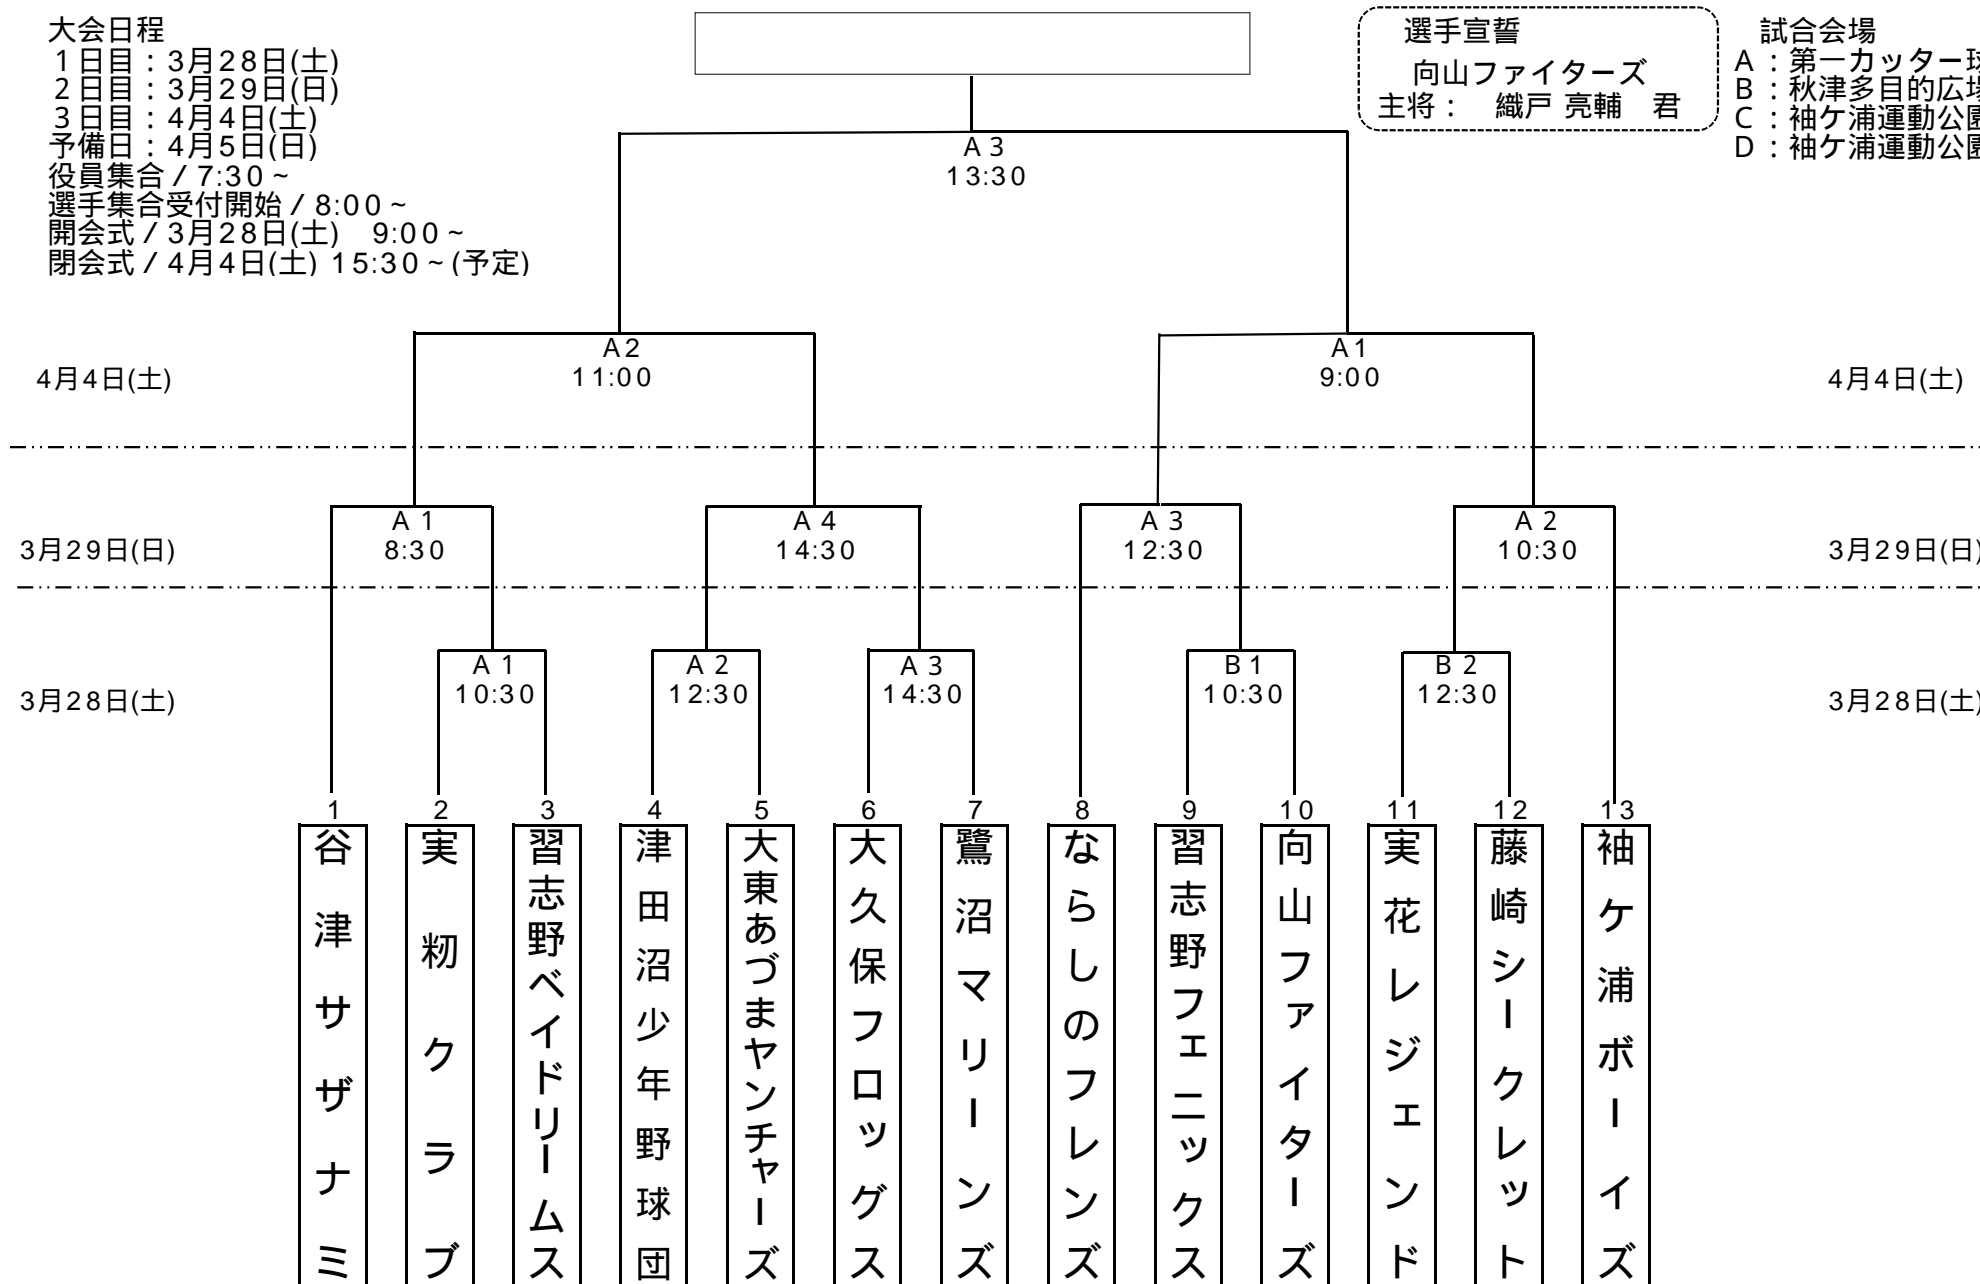 大会日程
1日目：3月28日(土)
2日目：3月29日(日)
3日目：4月4日(土)
予備日：4月5日(日)
役員集合／7:30～
選手集合受付開始／8:00～
開会式／3月28日(土)　9:00～
閉会式／4月4日(土) 15:30～(予定)
選手宣誓
向山ファイターズ
主将：　織戸 亮輔　君
試合会場
A：第一カッター球
B：秋津多目的広場
C：袖ケ浦運動公園
D：袖ケ浦運動公園
A3
13:30
A2
11:00
A1
9:00
4月4日(土)
4月4日(土)
A1
8:30
A4
14:30
A3
12:30
A2
10:30
3月29日(日)
3月29日(日)
A1
10:30
A2
12:30
A3
14:30
B1
10:30
B2
12:30
3月28日(土)
3月28日(土)
1
谷津サザナミ
2
実籾クラブ
3
習志野ベイドリームス
4
津田沼少年野球団
5
大東あづまヤンチャーズ
6
大久保フロッグス
7
鷺沼マリーンズ
8
ならしのフレンズ
9
習志野フェニックス
10
向山ファイターズ
11
実花レジェンド
12
藤崎シークレット
13
袖ケ浦ボーイズ